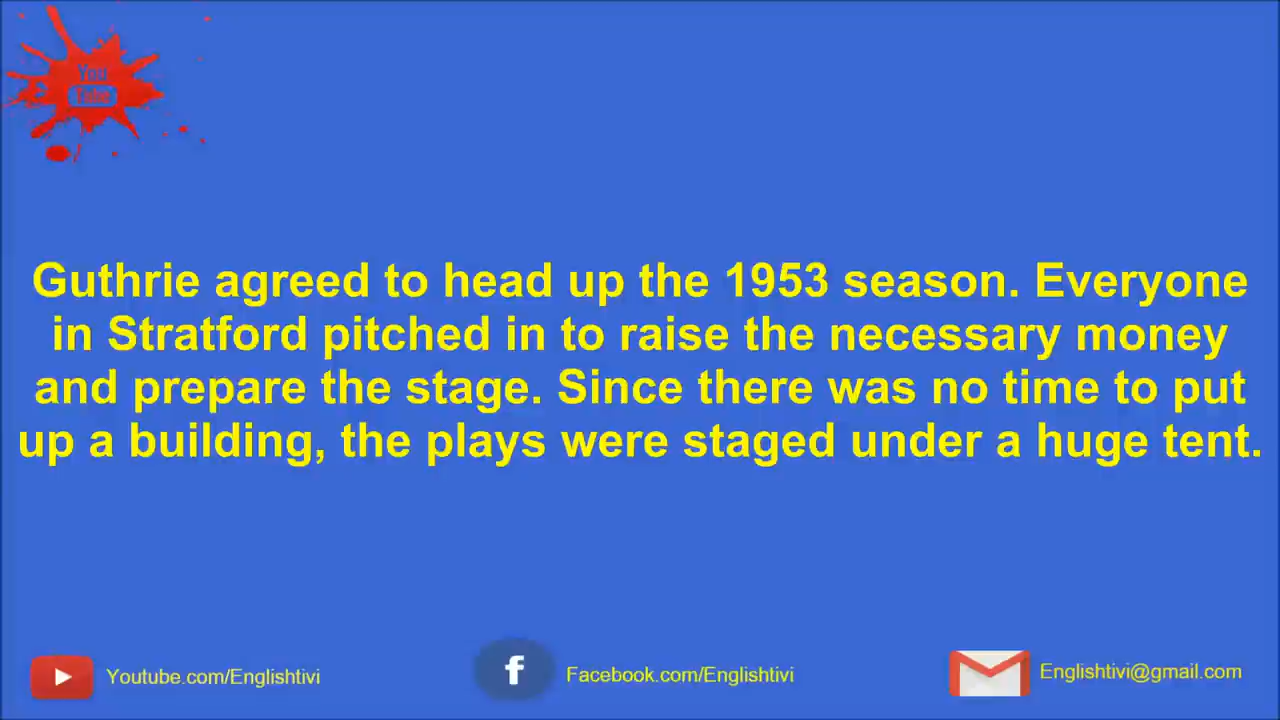 You
Tube
Guthrie agreed to head up the 1953 season. Everyone
in Stratford pitched in to raise the necessary money
and prepare the stage. Since there was no time to put
up a building, the plays were staged under a huge tent.
Youtube.com/Englishtivi
f
Facebook.com/Englishtivi
Englishtivi@gmail.com